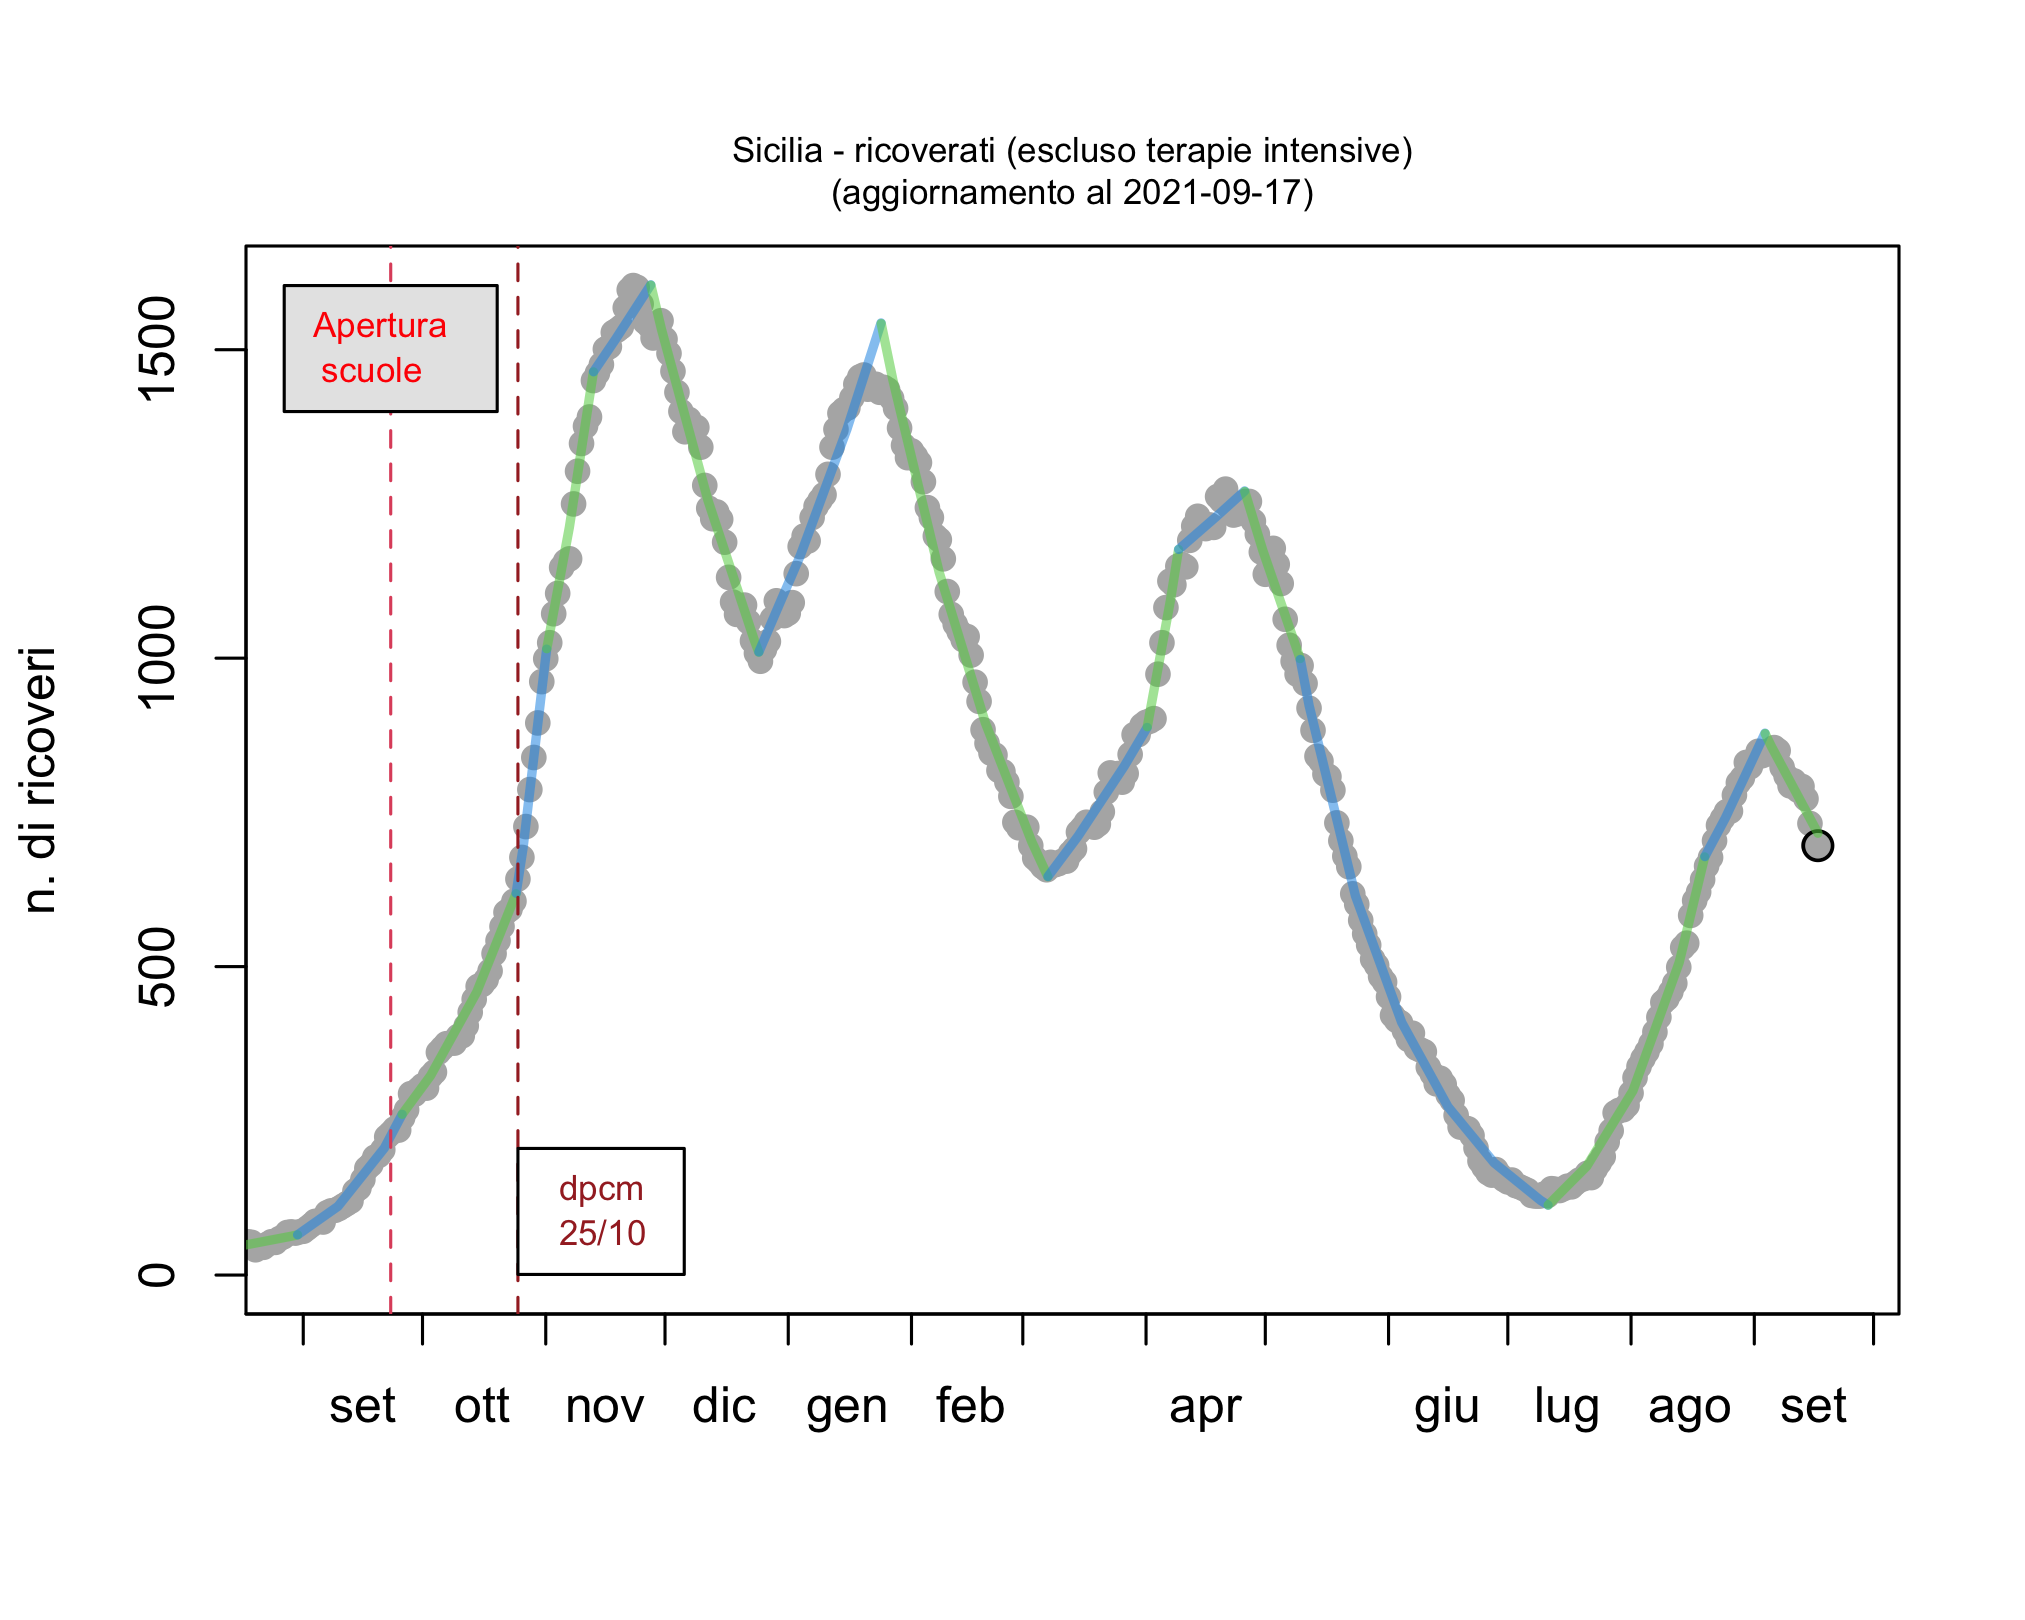 Sicilia - ricoverati (escluso terapie intensive)
(aggiornamento al 2021-09-17)
n. di ricoveri
1500
1000
500
0
Apertura
scuole
dpcm
25/10
set ott nov dic gen feb apr giu lug ago set